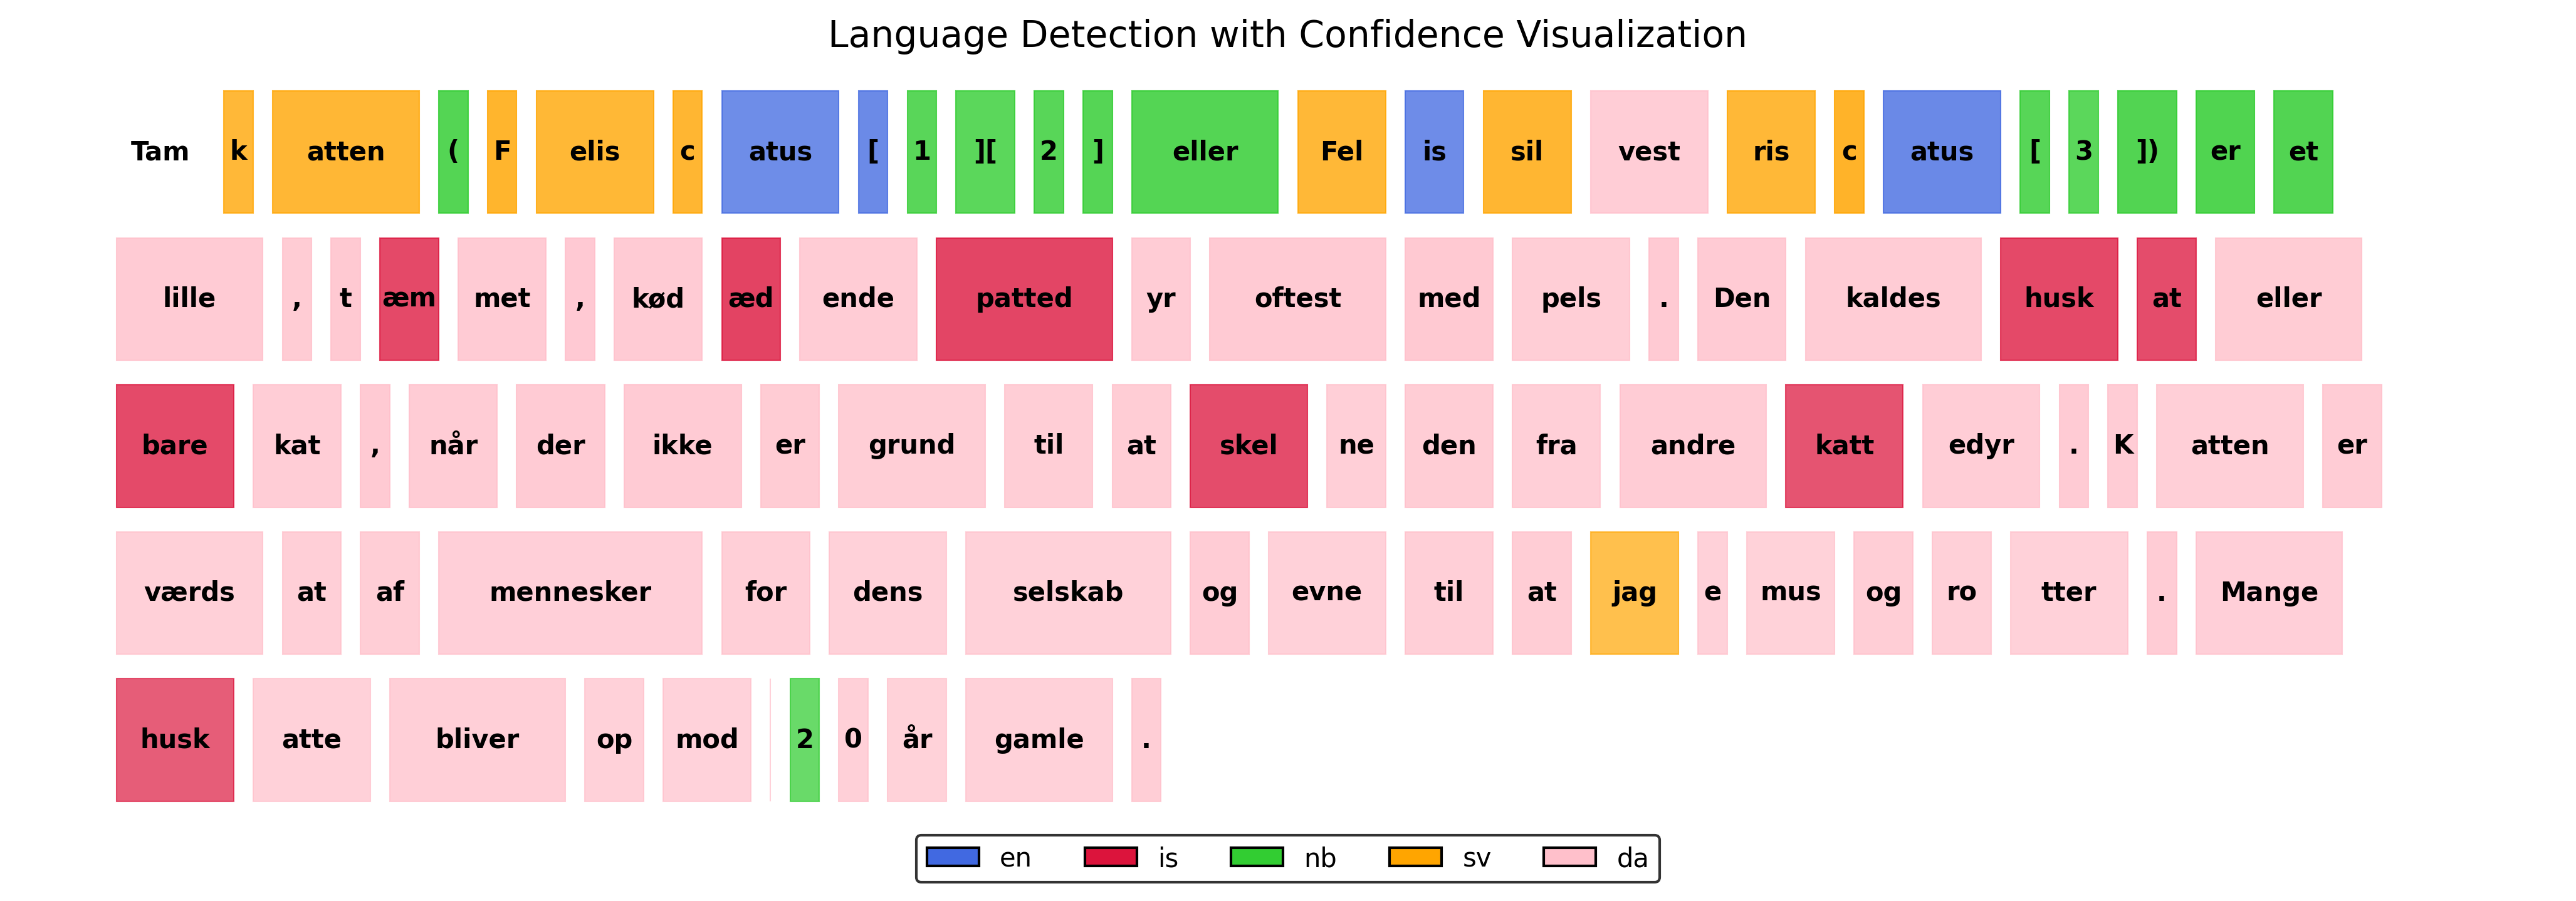 Language Detection with Confidence Visualization
Tam k atten ( F elis c atus [ 1 ][ 2 ] eller Fel is sil vest ris c atus [ 3 ]) er et
lille , t æm met , kød æd ende patted yr oftest med pels . Den kaldes husk at eller
bare kat , når der ikke er grund til at skel ne den fra andre katt edyr . K atten er
værds at af mennesker for dens selskab og evne til at jag e mus og ro tter . Mange
husk atte bliver op mod 2 0 år gamle .
en is nb sv da